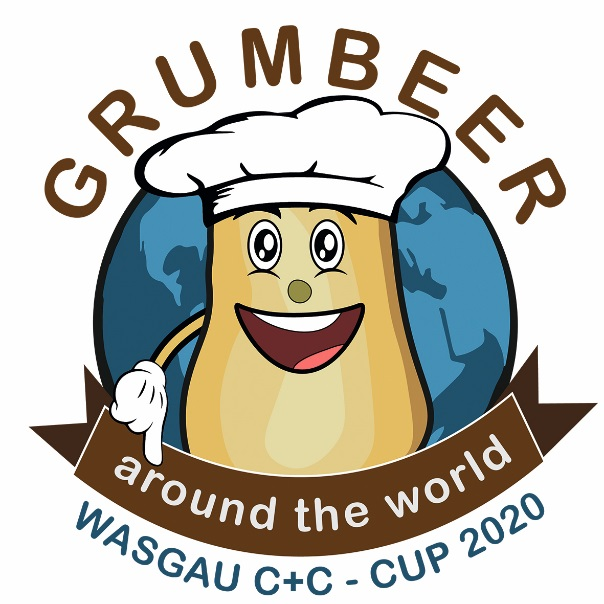 GRUMBEER
around the world
WASGAU C+C - CUP 2020